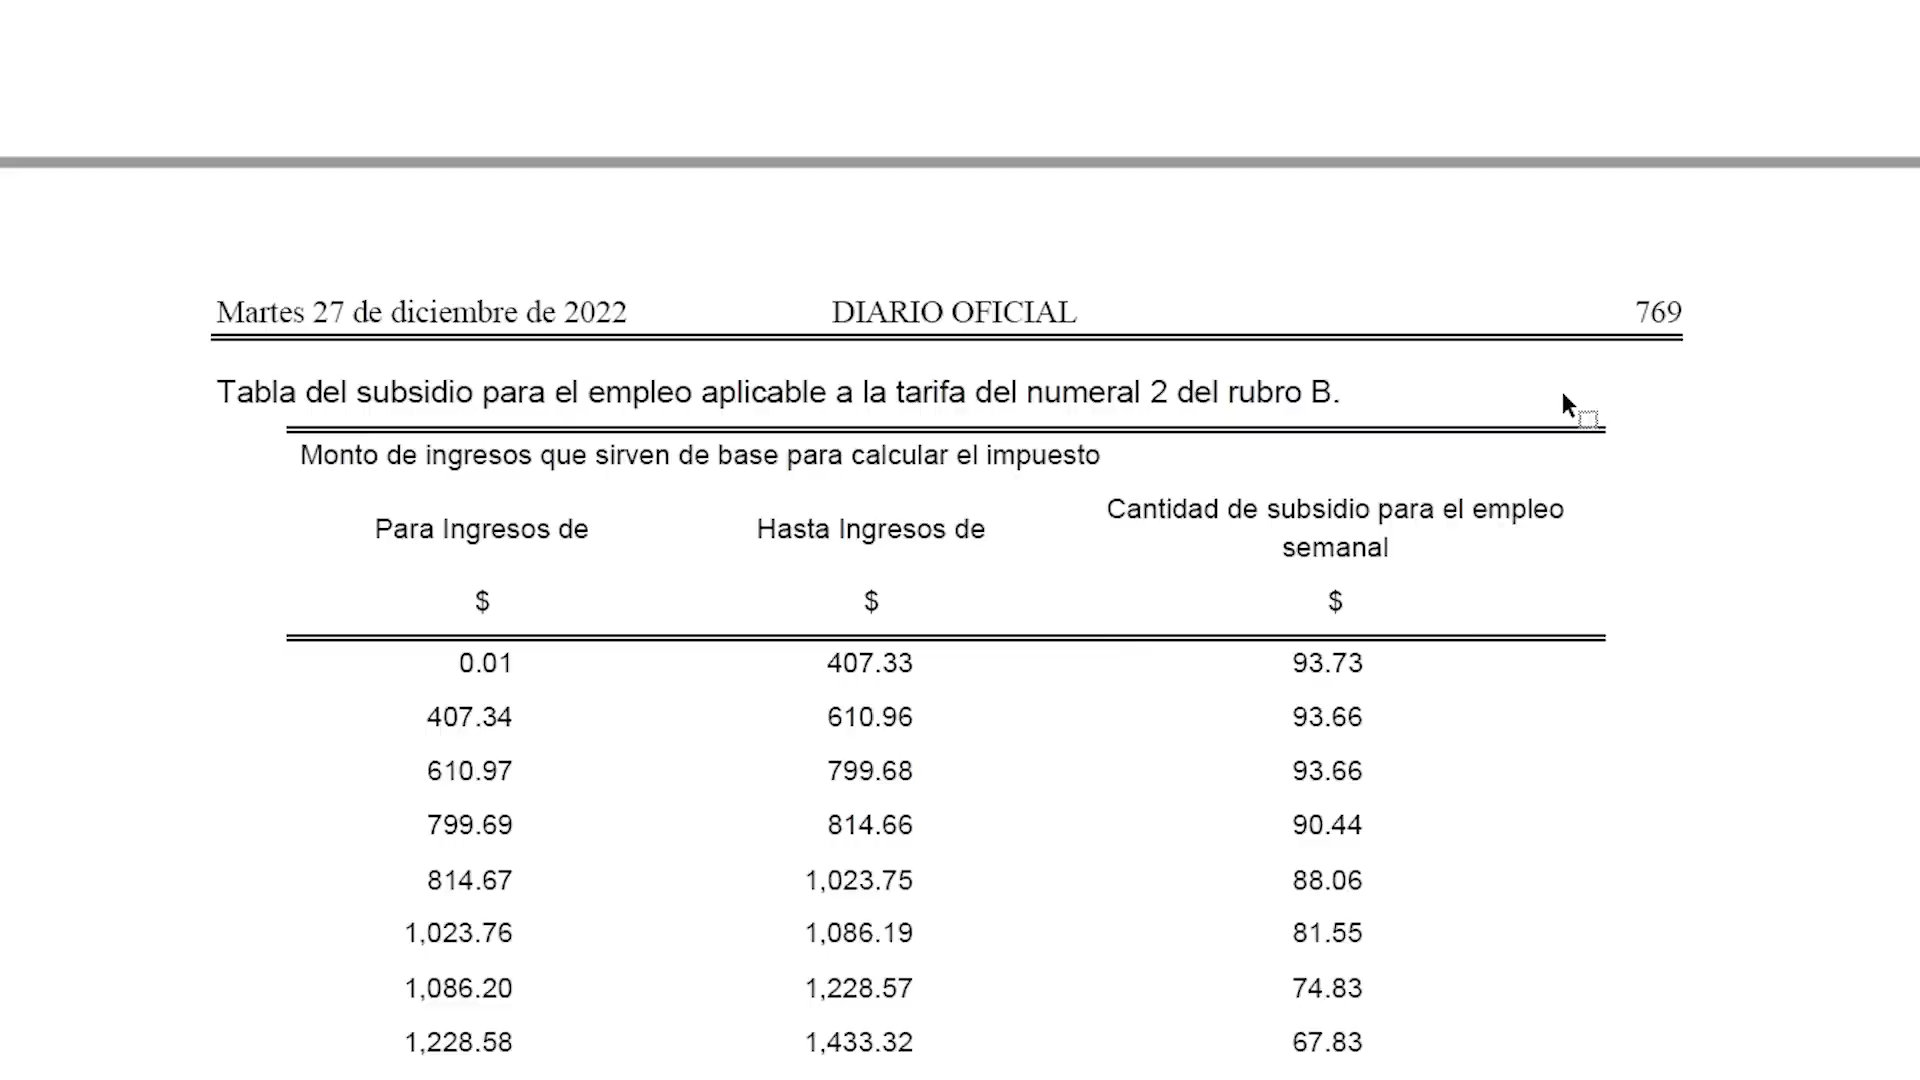 Martes 27 de diciembre de 2022 DIARIO OFICIAL 769
Tabla del subsidio para el empleo aplicable a la tarifa del numeral 2 del rubro B.
Monto de ingresos que sirven de base para calcular el impuesto
Para Ingresos de Hasta Ingresos de Cantidad de subsidio para el empleo
semanal
$ $ $
0.01 407.33 93.73
407.34 610.96 93.66
610.97 799.68 93.66
799.69 814.66 90.44
814.67 1,023.75 88.06
1,023.76 1,086.19 81.55
1,086.20 1,228.57 74.83
1,228.58 1,433.32 67.83